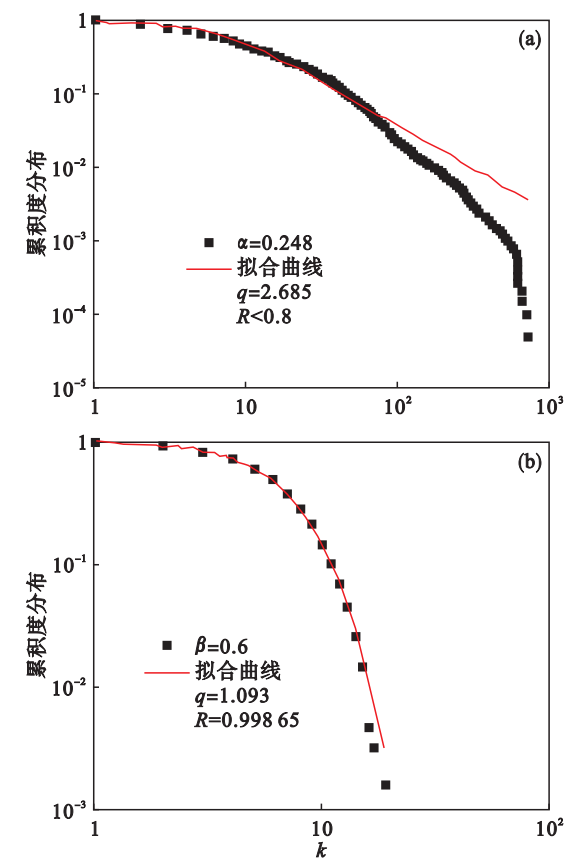 1
(a)
10⁻¹
10⁻²
累积度分布
10⁻³
α=0.248
拟合曲线
q=2.685
R<0.8
10⁻⁴
10⁻⁵
1
10
10²
10³
1
(b)
10⁻¹
累积度分布
β=0.6
拟合曲线
10⁻²
q=1.093
R=0.998 65
10⁻³
1
10
10²
k